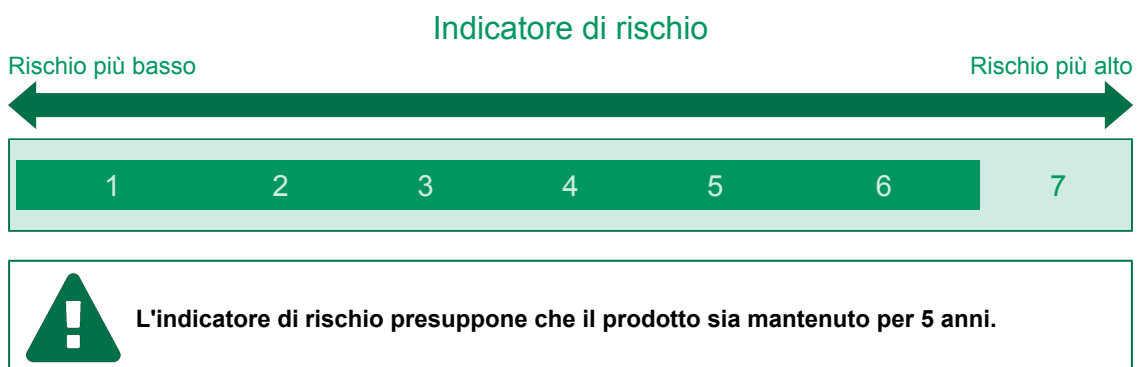 Indicatore di rischio
Rischio più basso Rischio più alto
1 2 3 4 5 6 7
L'indicatore di rischio presuppone che il prodotto sia mantenuto per 5 anni.